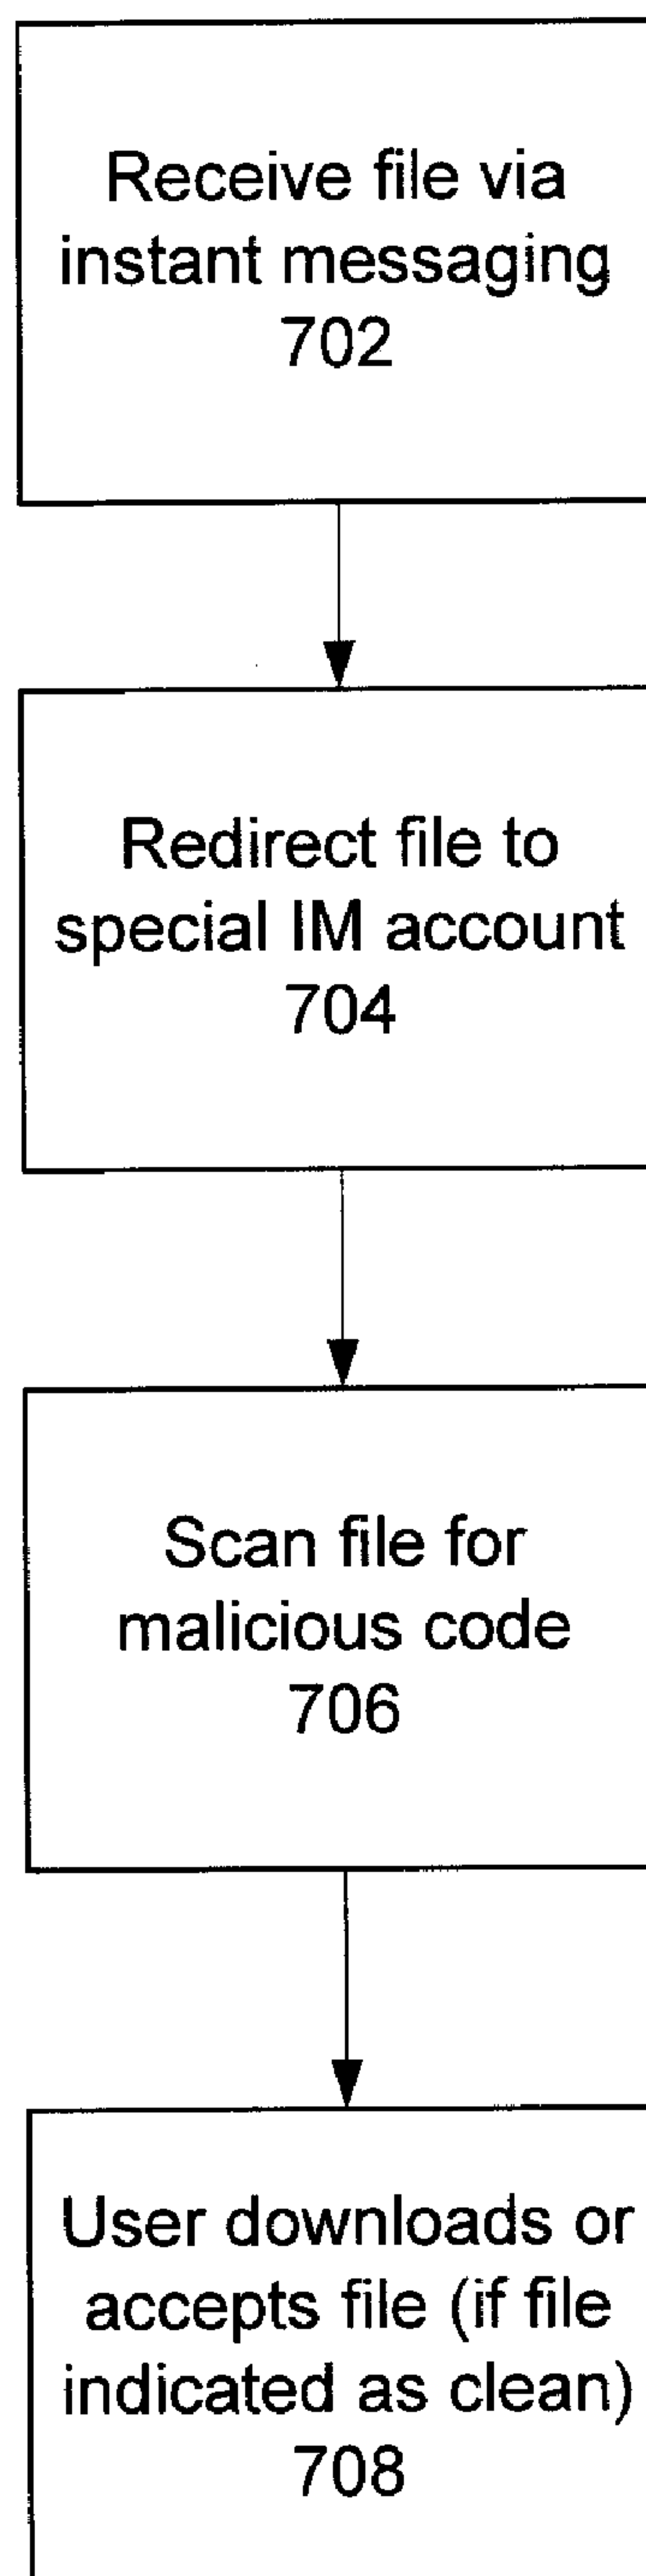 Receive file via
instant messaging
702
Redirect file to
special IM account
704
Scan file for
malicious code
706
User downloads or
accepts file (if file
indicated as clean)
708